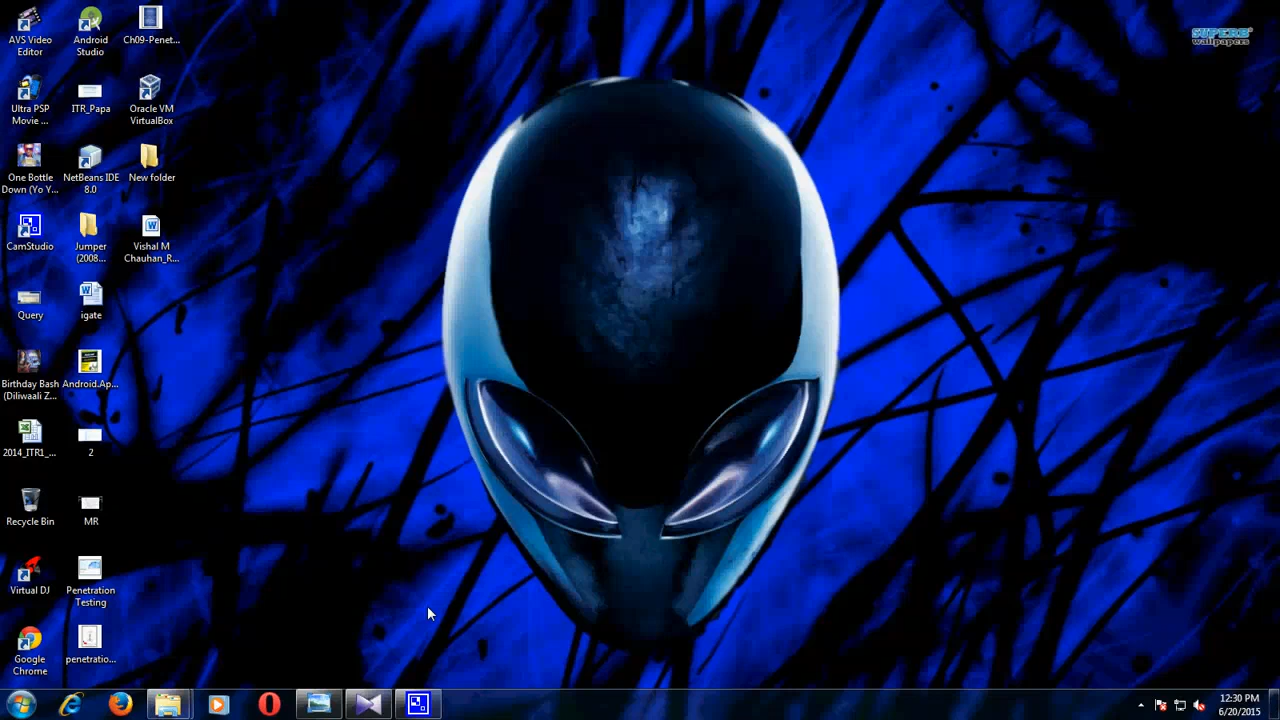 AVS Video
Editor
Android
Studio
Ch09-Penet...
Ultra PSP
Movie ...
ITR_Papa
Oracle VM
VirtualBox
One Bottle
Down (Yo Y...
NetBeans IDE
8.0
New folder
CamStudio
Jumper
(2008...
Vishal M
Chauhan_R...
Query
igate
Birthday Bash
(Diliwaali Z...
Android.Ap...
2014_ITR1_...
2
Recycle Bin
MR
Virtual DJ
Penetration
Testing
Google
Chrome
penetratio...
SUPERB
wallpapers
12:30 PM
6/20/2015